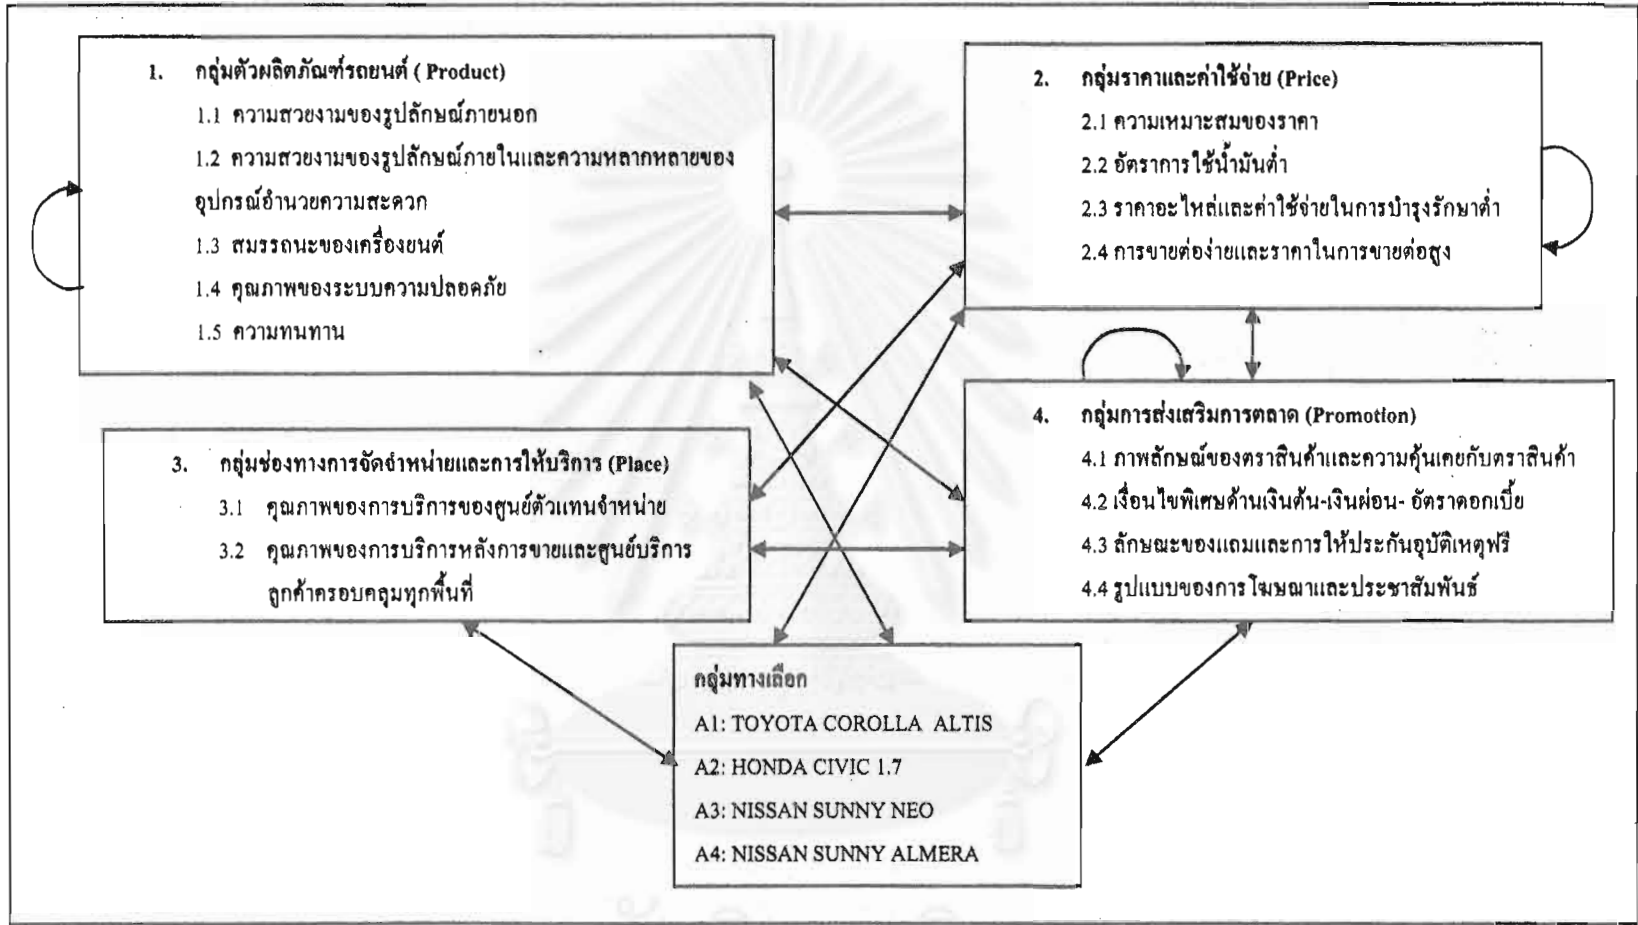 1. กลุ่มตัวผลิตภัณฑ์รถยนต์ ( Product)
1.1 ความสวยงามของรูปลักษณ์ภายนอก
1.2 ความสวยงามของรูปลักษณ์ภายในและความหลากหลายของ
อุปกรณ์อำนวยความสะดวก
1.3 สมรรถนะของเครื่องยนต์
1.4 คุณภาพของระบบความปลอดภัย
1.5 ความทนทาน
2. กลุ่มราคาและค่าใช้จ่าย (Price)
2.1 ความเหมาะสมของราคา
2.2 อัตราการใช้น้ำมันต่ำ
2.3 ราคาอะไหล่และค่าใช้จ่ายในการบำรุงรักษาต่ำ
2.4 การขายต่อง่ายและราคาในการขายต่อสูง
3. กลุ่มช่องทางการจัดจำหน่ายและการให้บริการ (Place)
3.1 คุณภาพของการบริการของศูนย์ตัวแทนจำหน่าย
3.2 คุณภาพของการบริการหลังการขายและศูนย์บริการ
ลูกค้าครอบคลุมทุกพื้นที่
4. กลุ่มการส่งเสริมการตลาด (Promotion)
4.1 ภาพลักษณ์ของตราสินค้าและความคุ้นเคยกับตราสินค้า
4.2 เงื่อนไขพิเศษด้านเงินต้น-เงินผ่อน- อัตราดอกเบี้ย
4.3 ลักษณะของแถมและการให้ประกันอุบัติเหตุฟรี
4.4 รูปแบบของการโฆษณาและประชาสัมพันธ์
กลุ่มทางเลือก
A1: TOYOTA COROLLA ALTIS
A2: HONDA CIVIC 1.7
A3: NISSAN SUNNY NEO
A4: NISSAN SUNNY ALMERA